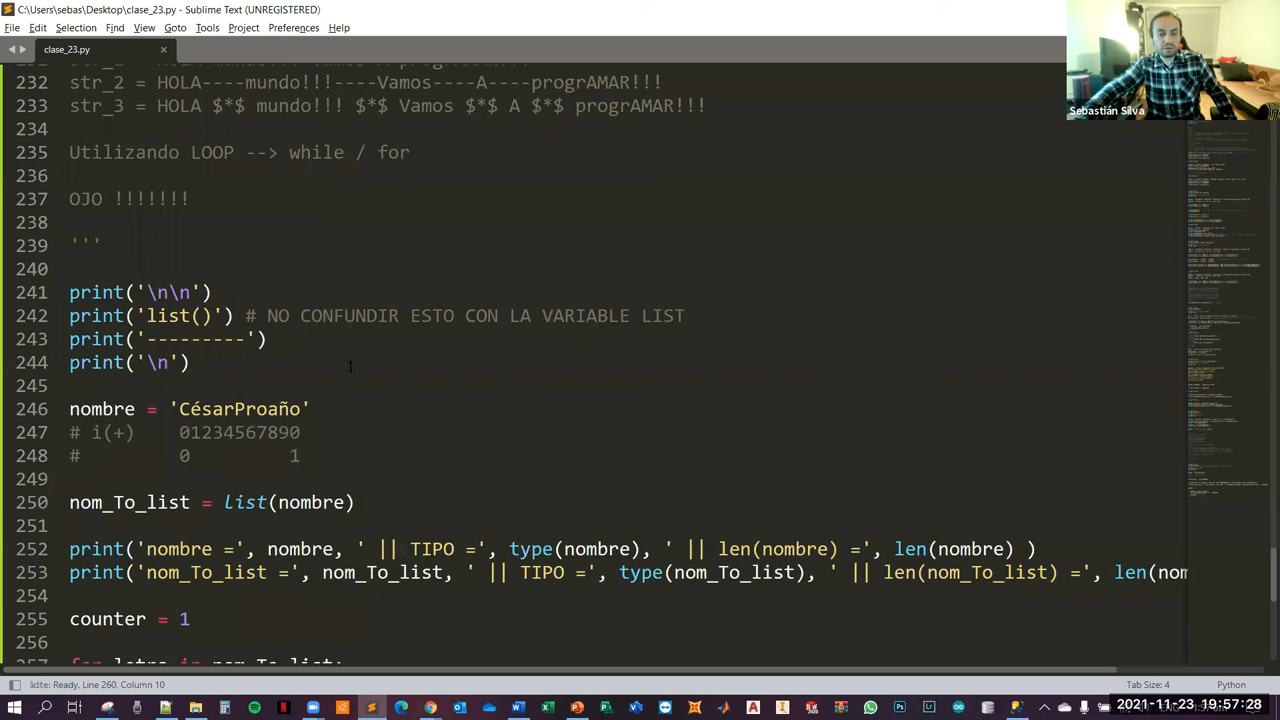 C:\Users\sebas\Desktop\clase_23.py - Sublime Text (UNREGISTERED)
File Edit Selection Find View Goto Tools Project Preferences Help
clase_23.py
Sebastián Silva
232 str_2 = HOLA----mundo!!!----Vamos----A----progrAMAR!!!
233 str_3 = HOLA $*$ mundo!!! $*$ Vamos $*$ A $*$ progrAMAR!!!
234
235 Utilizando LOOP --> while / for
236
237 OJO !!!!!!!
238
239 '''
240
241 print('\n\n')
242 print('list()') # NO CONFUNDIR ESTO CON LA VARIABLE LIST
243 print('---------')
244 print('\n')
245
246 nombre = 'CésarProaño'
247 # i(+)    01234567890
248 #         0         1
249
250 nom_To_list = list(nombre)
251
252 print('nombre =', nombre, ' || TIPO =', type(nombre), ' || len(nombre) =', len(nombre) )
253 print('nom_To_list =', nom_To_list, ' || TIPO =', type(nom_To_list), ' || len(nom_To_list) =', len(nom
254
255 counter = 1
256
257 for letra in nom_To_list:
Ready, Line 260, Column 10
Tab Size: 4
Python
2021-11-23 19:57:28